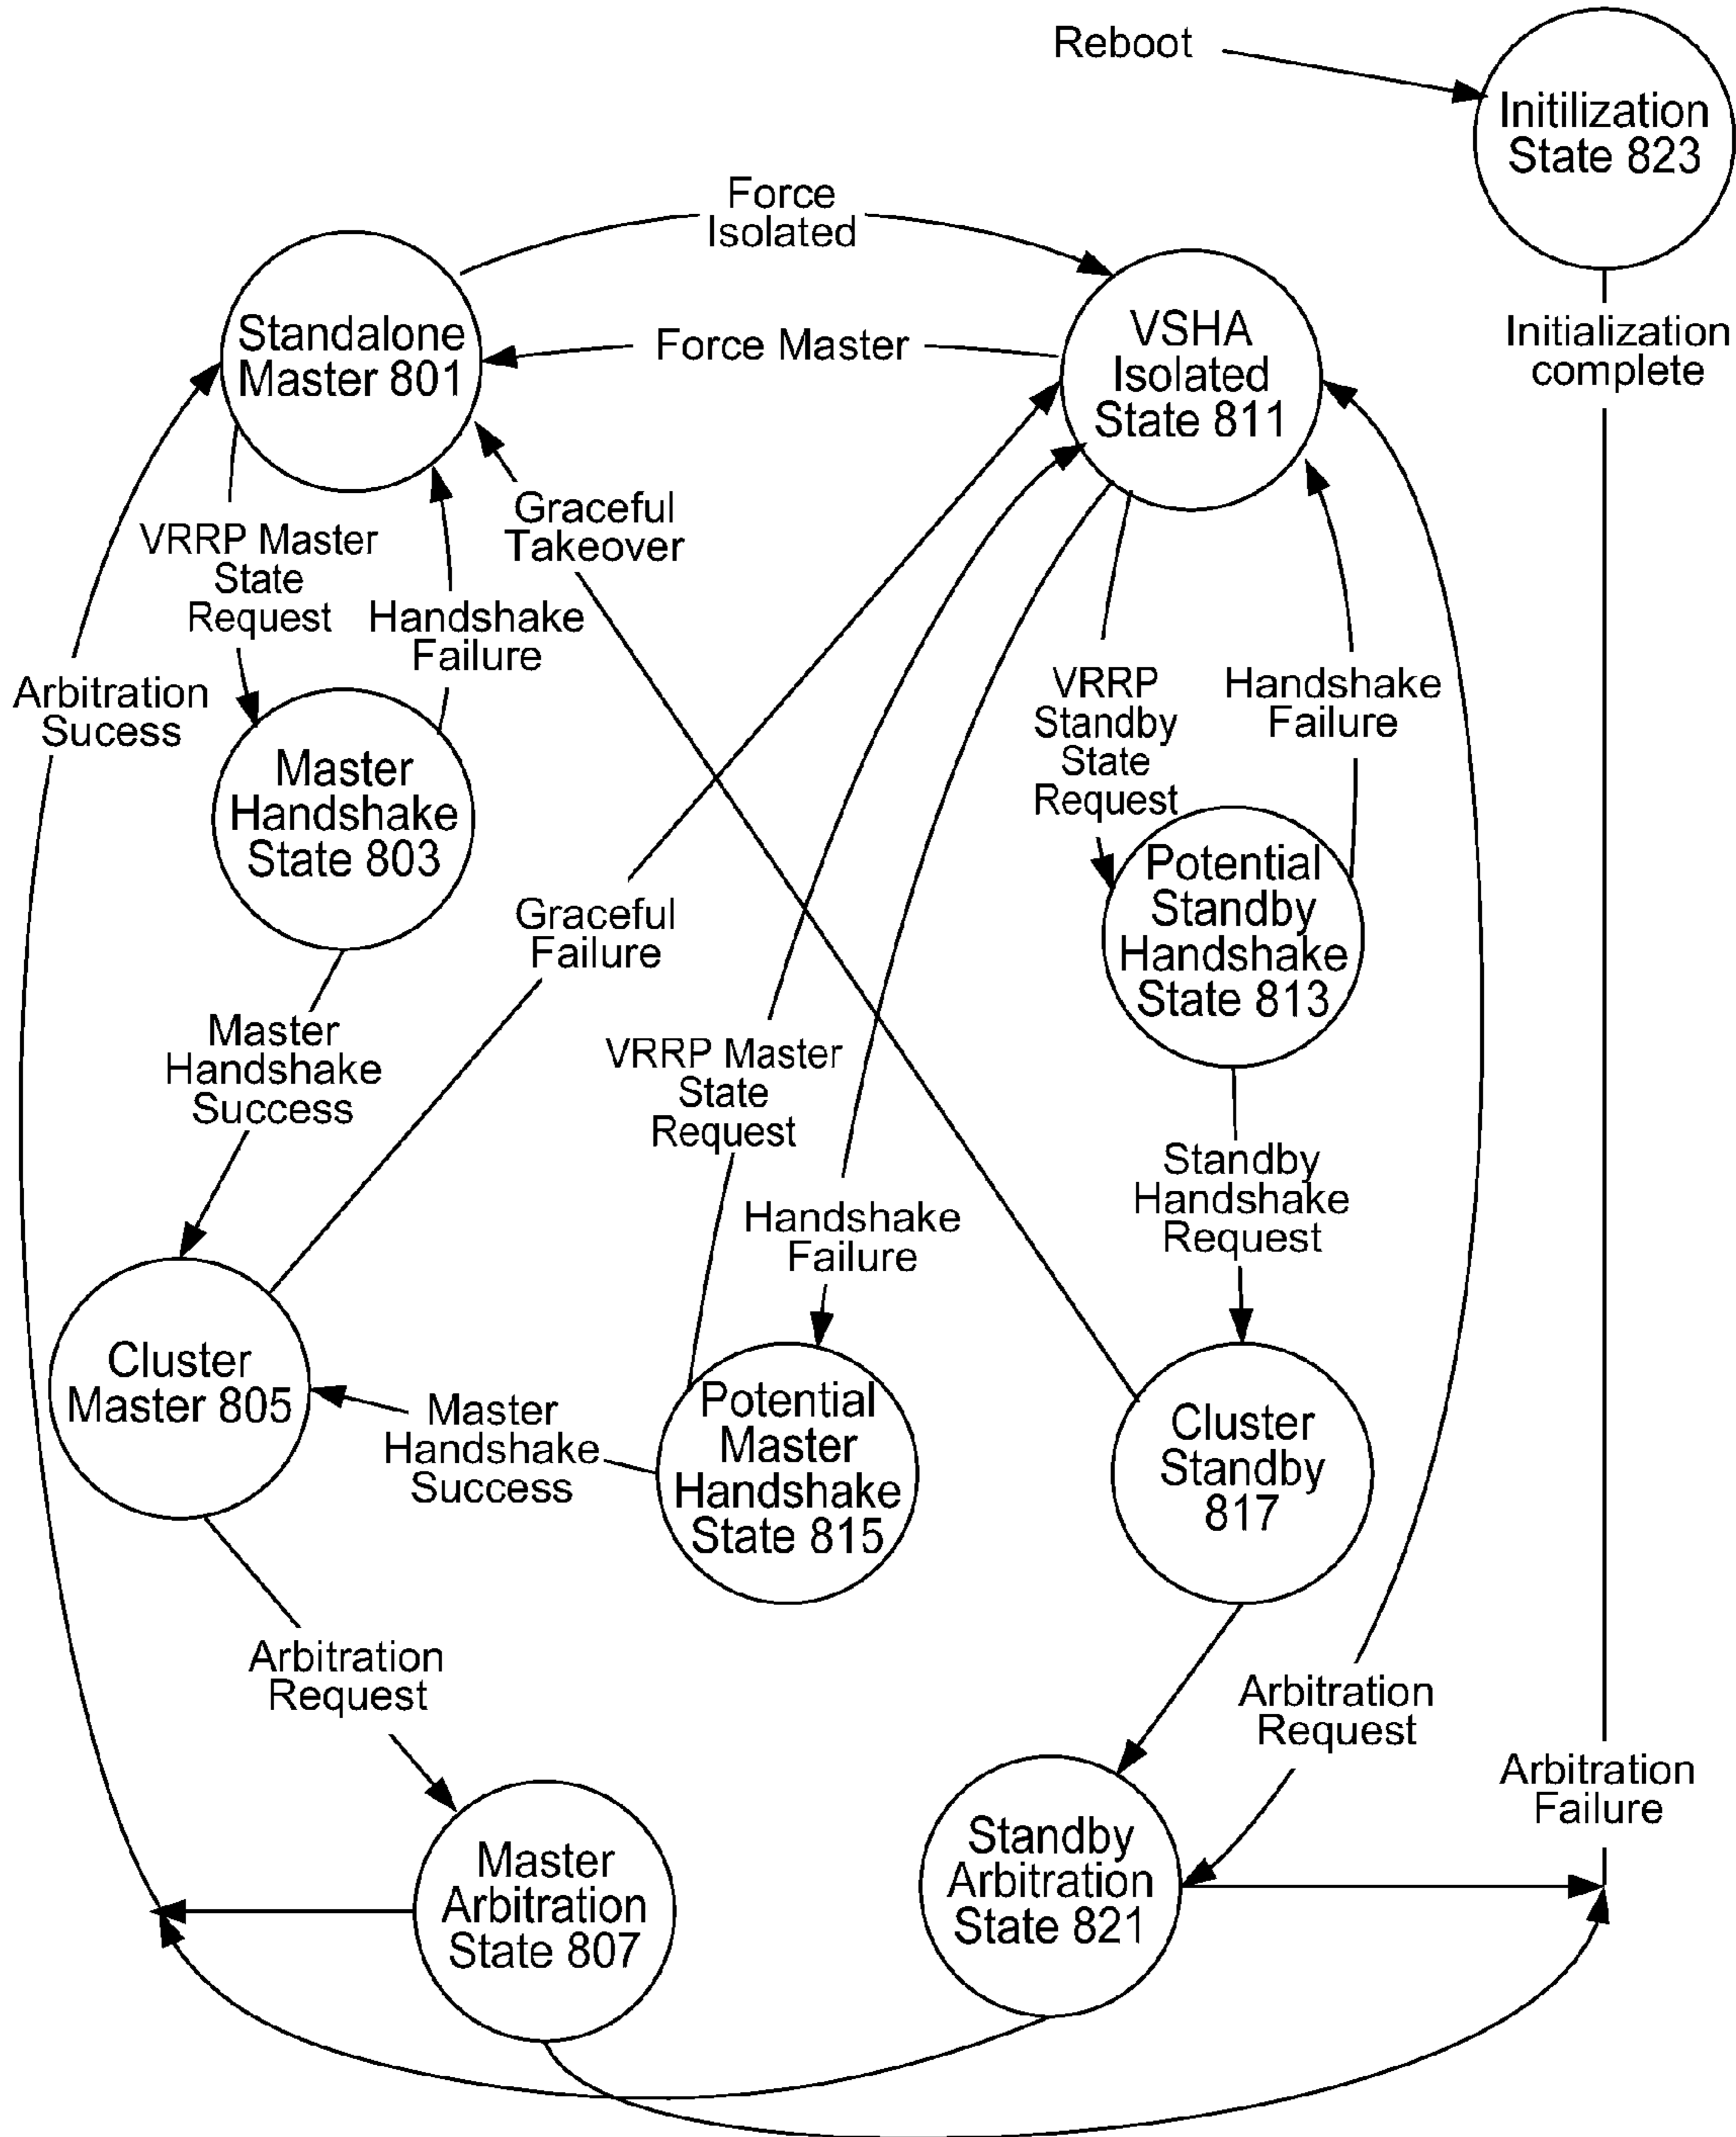 Reboot
Initilization
State 823
Force
Isolated
Standalone
Master 801
Force Master
VSHA
Isolated
State 811
Initialization
complete
Graceful
Takeover
VRRP Master
State
Request
Handshake
Failure
Arbitration
Sucess
VRRP
Standby
State
Request
Handshake
Failure
Master
Handshake
State 803
Potential
Standby
Handshake
State 813
Graceful
Failure
Master
Handshake
Success
VRRP Master
State
Request
Standby
Handshake
Request
Handshake
Failure
Cluster
Master 805
Master
Handshake
Success
Potential
Master
Handshake
State 815
Cluster
Standby
817
Arbitration
Request
Arbitration
Request
Arbitration
Failure
Master
Arbitration
State 807
Standby
Arbitration
State 821